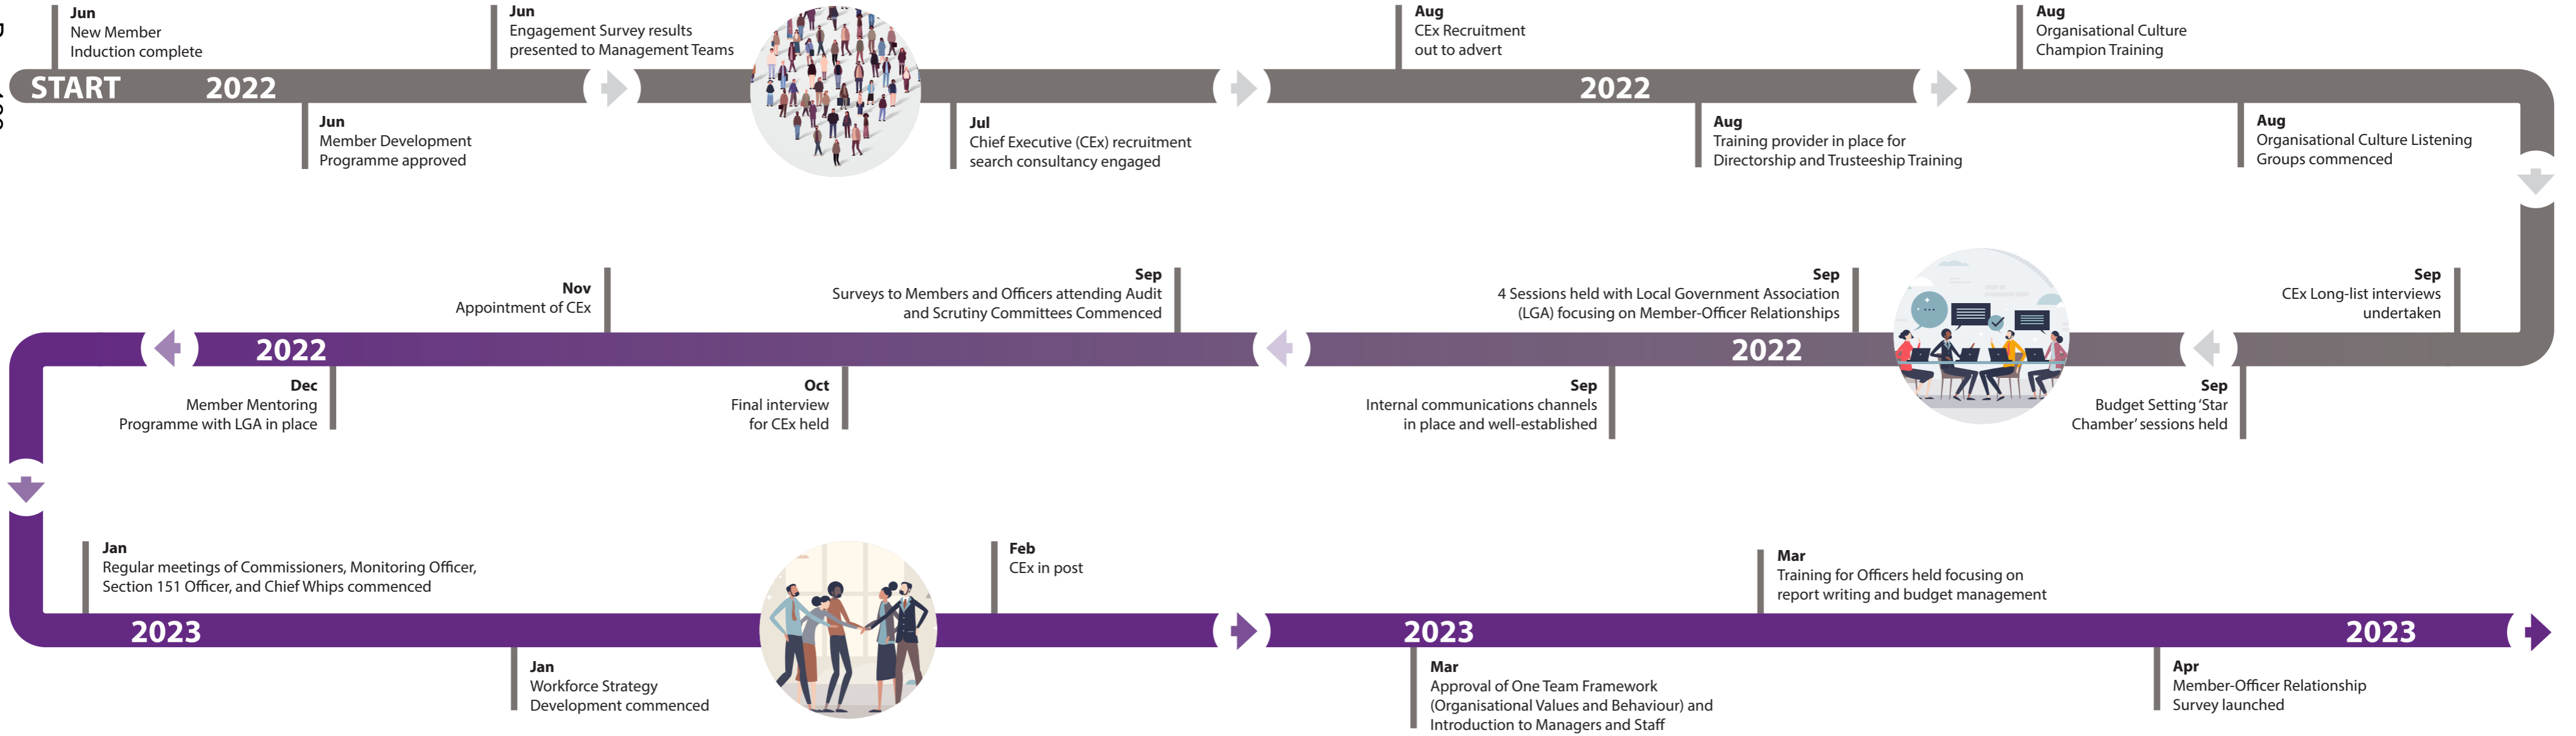 Jun
New Member
Induction complete
Jun
Engagement Survey results
presented to Management Teams
Aug
CEx Recruitment
out to advert
Aug
Organisational Culture
Champion Training
START
2022
2022
Jun
Member Development
Programme approved
Jul
Chief Executive (CEx) recruitment
search consultancy engaged
Aug
Training provider in place for
Directorship and Trusteeship Training
Aug
Organisational Culture Listening
Groups commenced
Sep
CEx Long-list interviews
undertaken
Sep
Budget Setting ‘Star
Chamber’ sessions held
Sep
4 Sessions held with Local Government Association
(LGA) focusing on Member-Officer Relationships
2022
Sep
Internal communications channels
in place and well-established
Sep
Surveys to Members and Officers attending Audit
and Scrutiny Committees Commenced
Oct
Final interview
for CEx held
Nov
Appointment of CEx
2022
Dec
Member Mentoring
Programme with LGA in place
Jan
Regular meetings of Commissioners, Monitoring Officer,
Section 151 Officer, and Chief Whips commenced
2023
Jan
Workforce Strategy
Development commenced
Feb
CEx in post
2023
Mar
Approval of One Team Framework
(Organisational Values and Behaviour) and
Introduction to Managers and Staff
Mar
Training for Officers held focusing on
report writing and budget management
2023
Apr
Member-Officer Relationship
Survey launched